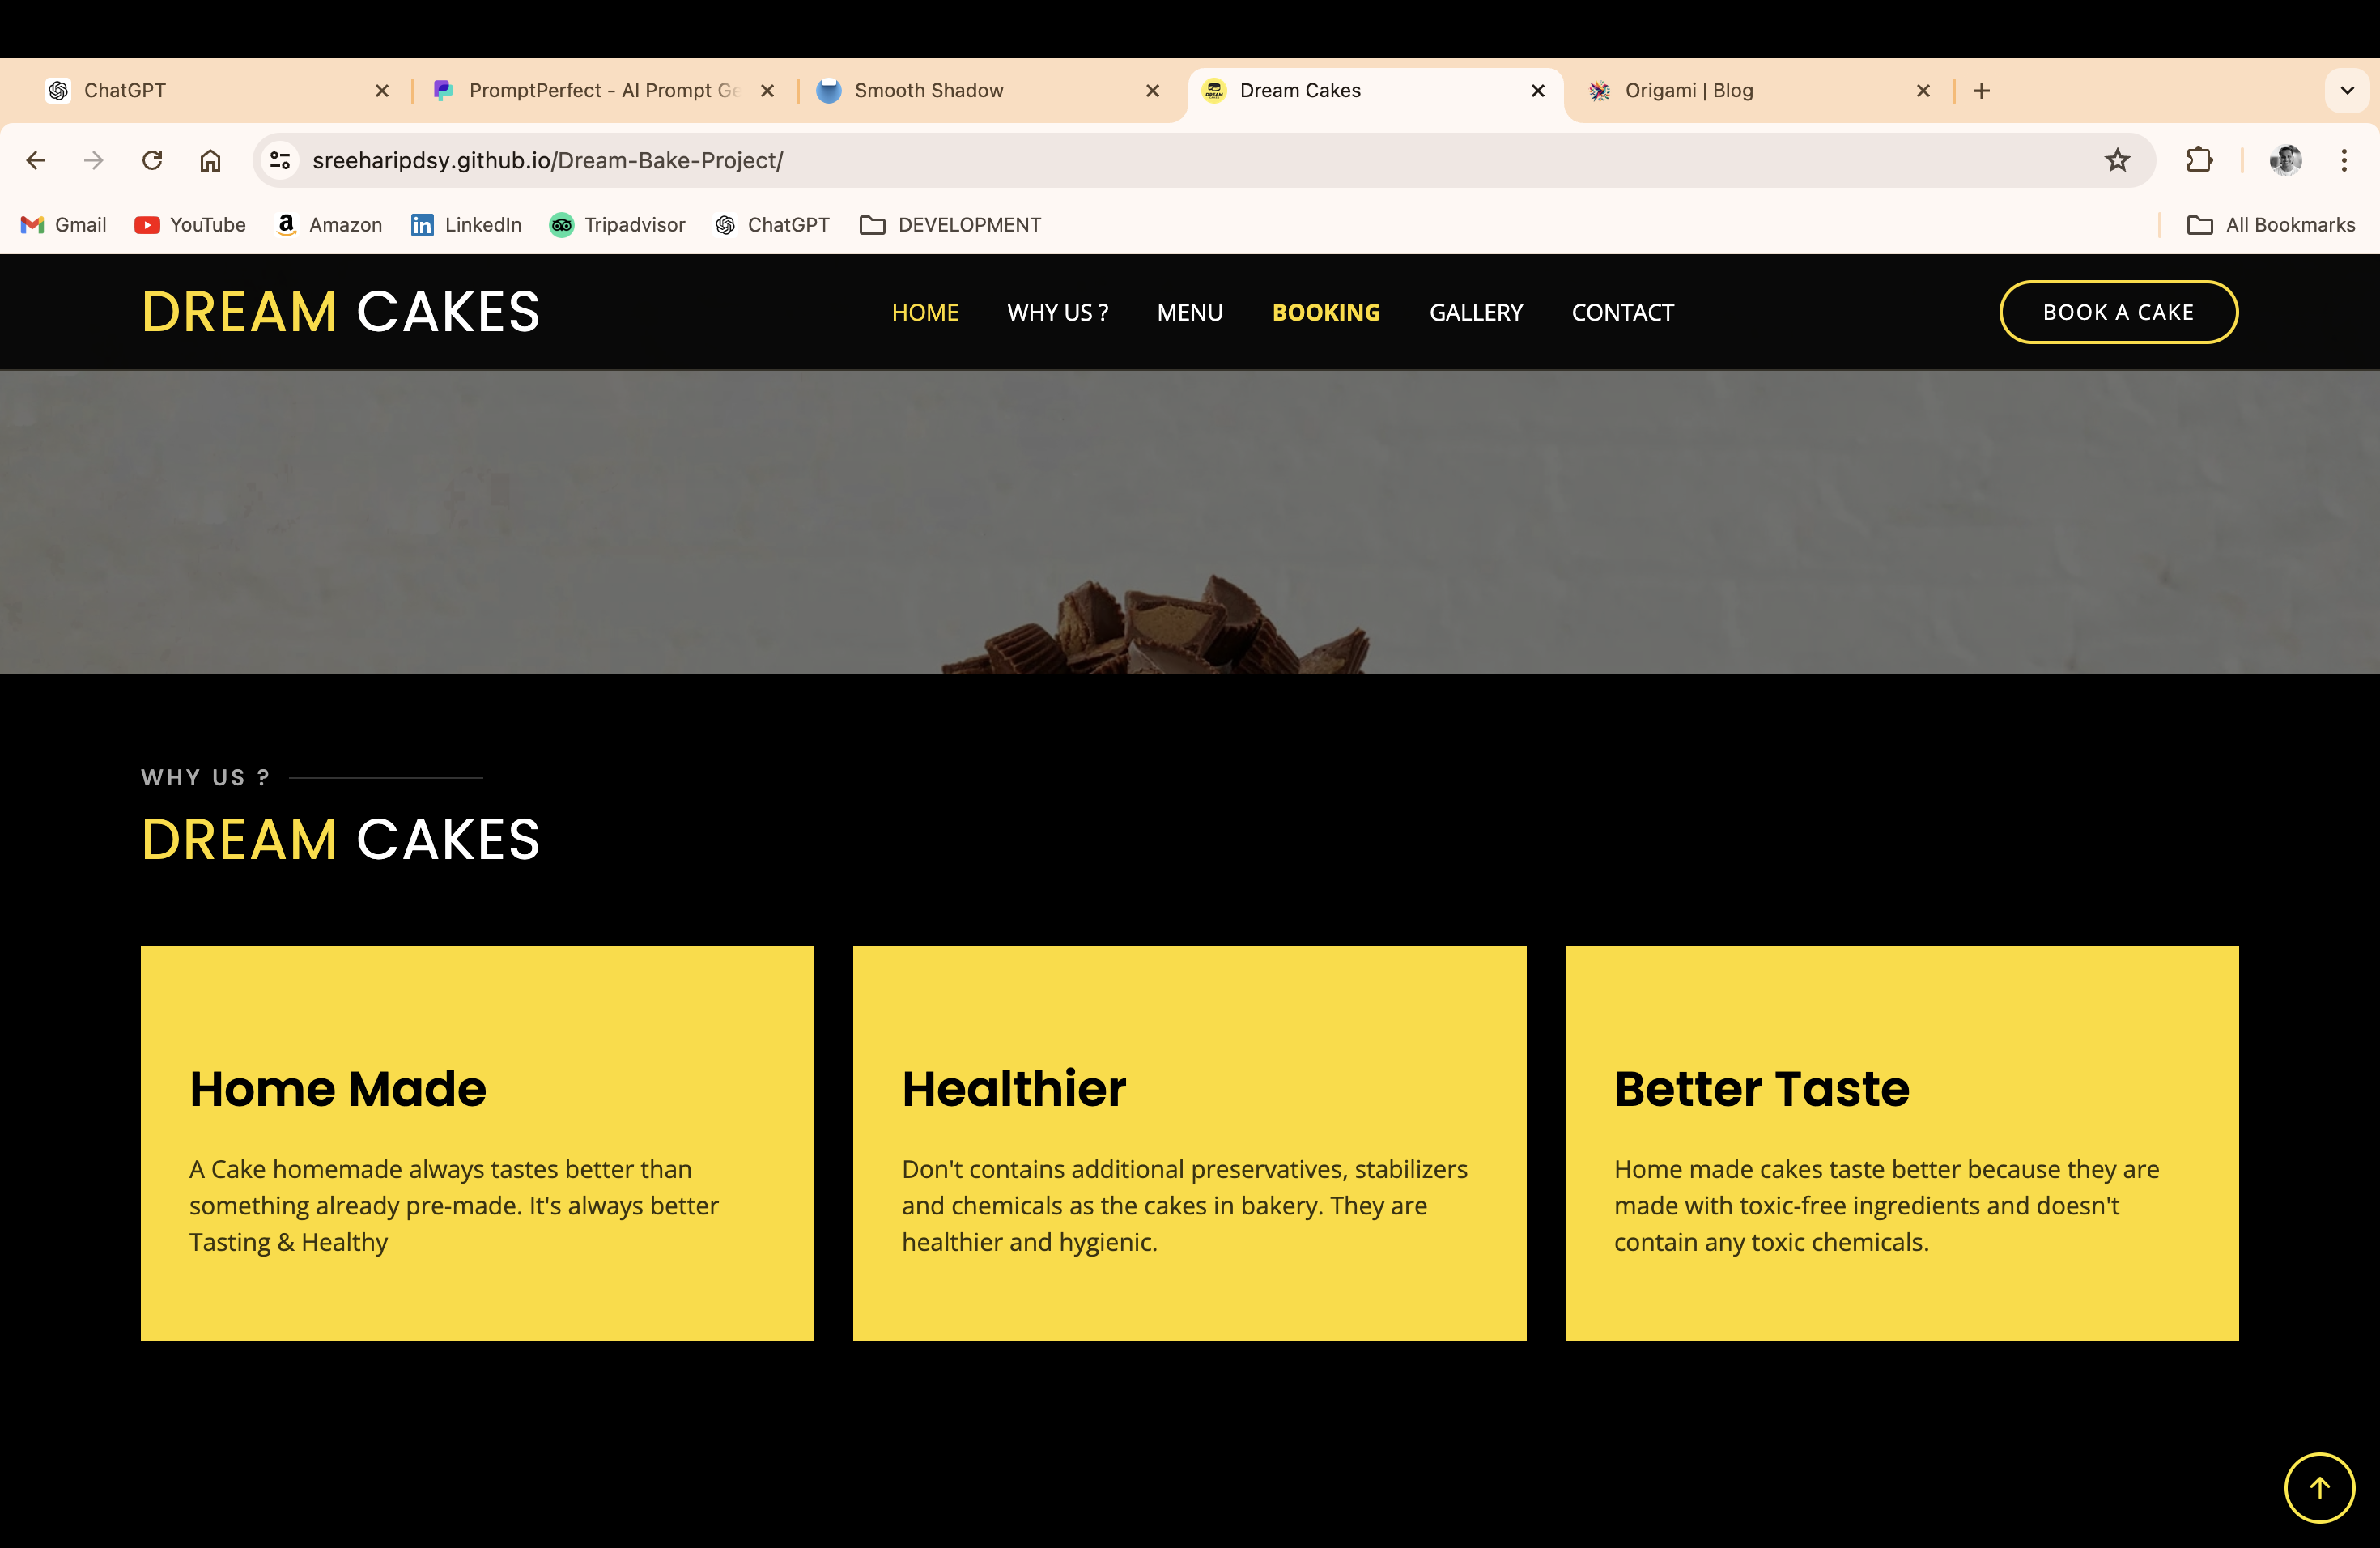 ChatGPT
PromptPerfect - AI Prompt Ge
Smooth Shadow
Dream Cakes
Origami | Blog
sreeharipdsy.github.io/Dream-Bake-Project/
Gmail
YouTube
Amazon
LinkedIn
Tripadvisor
ChatGPT
DEVELOPMENT
All Bookmarks
DREAM CAKES
HOME
WHY US ?
MENU
BOOKING
GALLERY
CONTACT
BOOK A CAKE
WHY US ?
DREAM CAKES
Home Made
A Cake homemade always tastes better than
something already pre-made. It's always better
Tasting & Healthy
Healthier
Don't contains additional preservatives, stabilizers
and chemicals as the cakes in bakery. They are
healthier and hygienic.
Better Taste
Home made cakes taste better because they are
made with toxic-free ingredients and doesn't
contain any toxic chemicals.